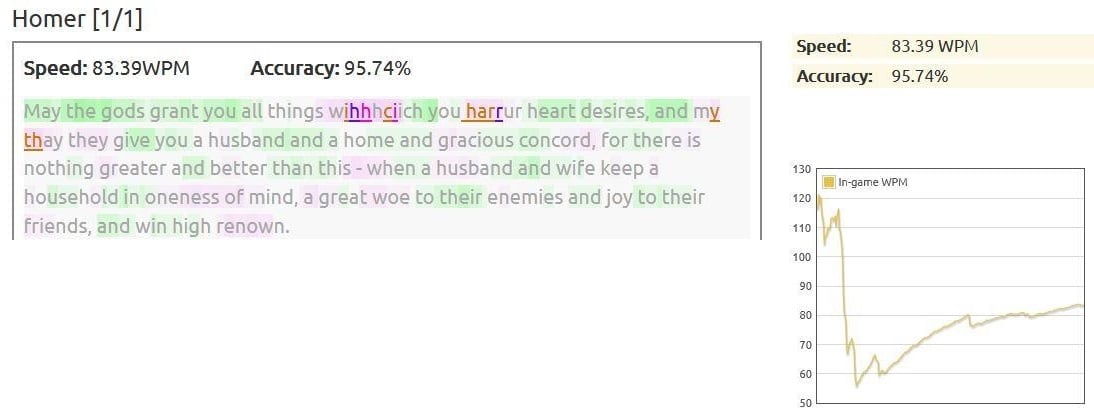 Homer [1/1]
Speed: 83.39WPM Accuracy: 95.74%
May the gods grant you all things wihhhciich you harrur heart desires, and my
thay they give you a husband and a home and gracious concord, for there is
nothing greater and better than this - when a husband and wife keep a
household in oneness of mind, a great woe to their enemies and joy to their
friends, and win high renown.
Speed: 83.39 WPM
Accuracy: 95.74%
In-game WPM
130
120
110
100
90
80
70
60
50